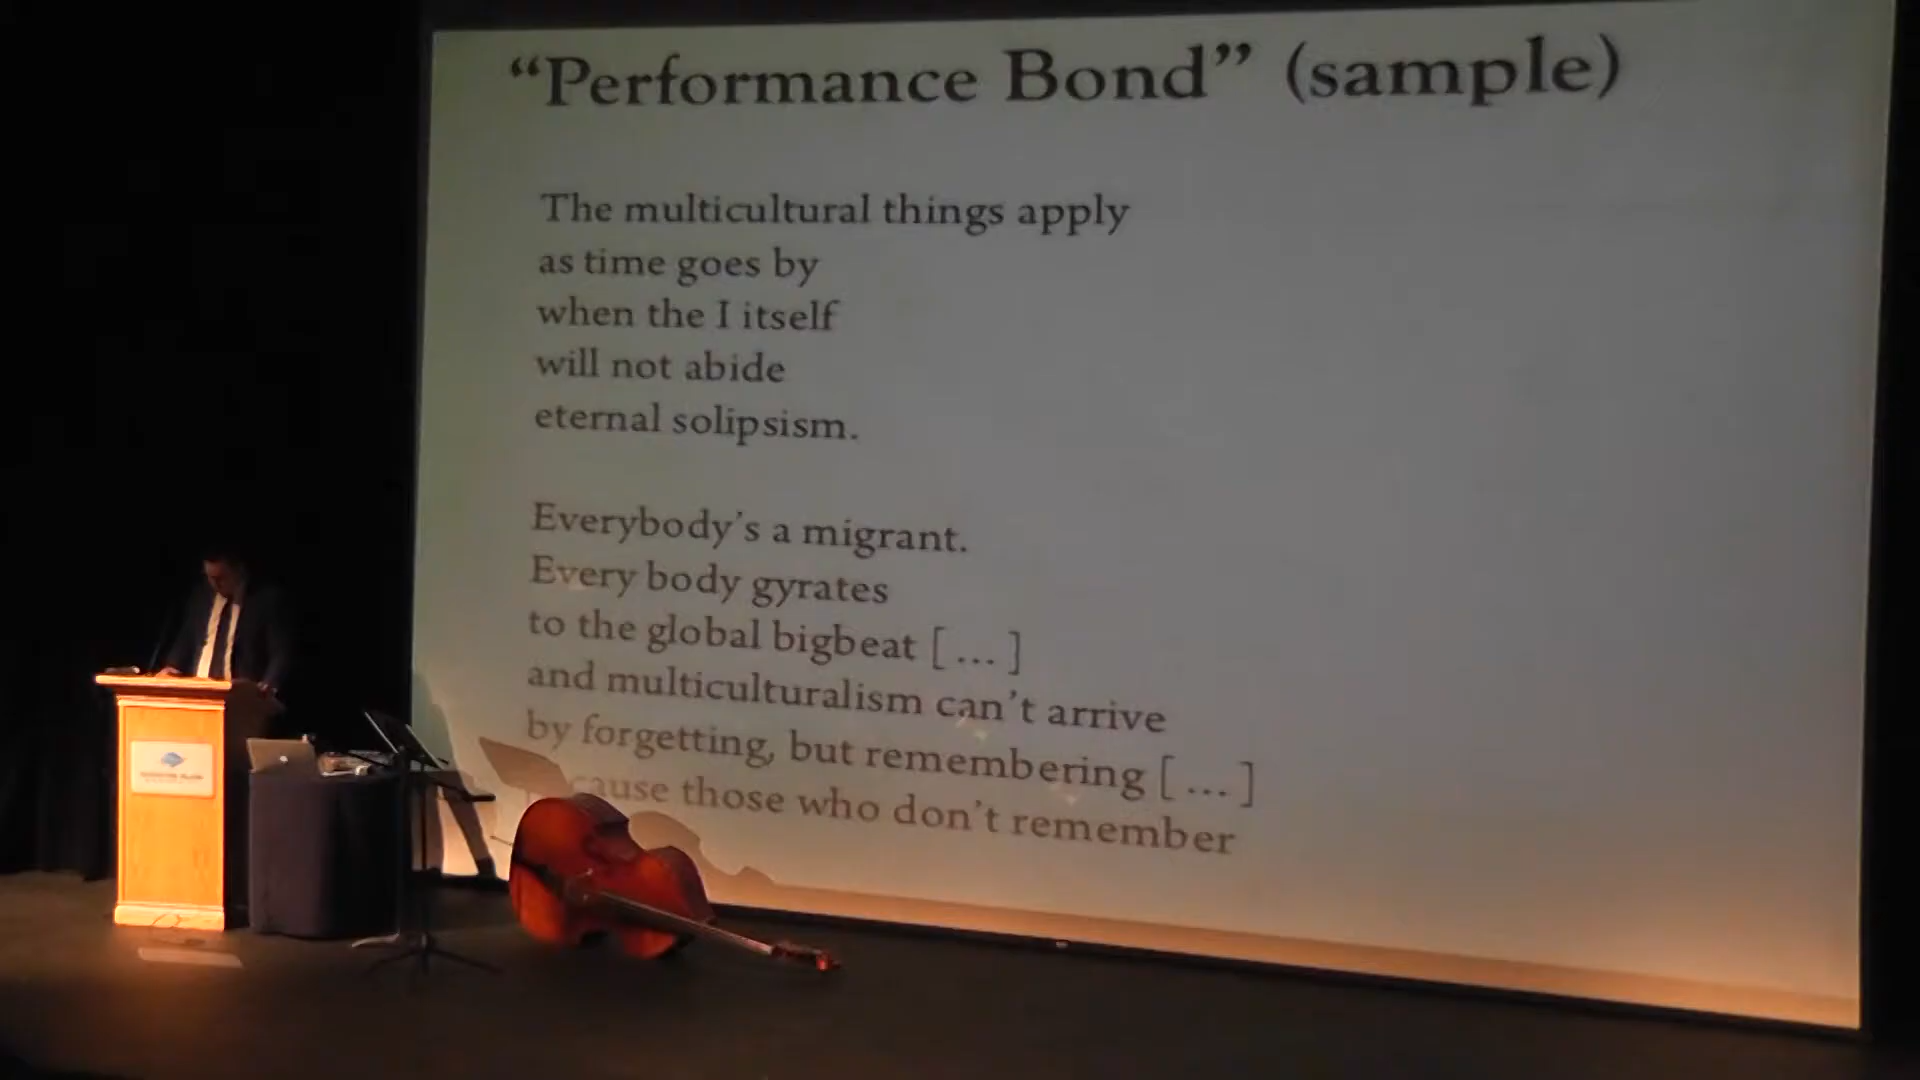 “Performance Bond” (sample)
The multicultural things apply
as time goes by
when the I itself
will not abide
eternal solipsism.
Everybody’s a migrant.
Every body gyrates
to the global bigbeat [ … ]
and multiculturalism can’t arrive
by forgetting, but remembering [ … ]
those who don’t remember